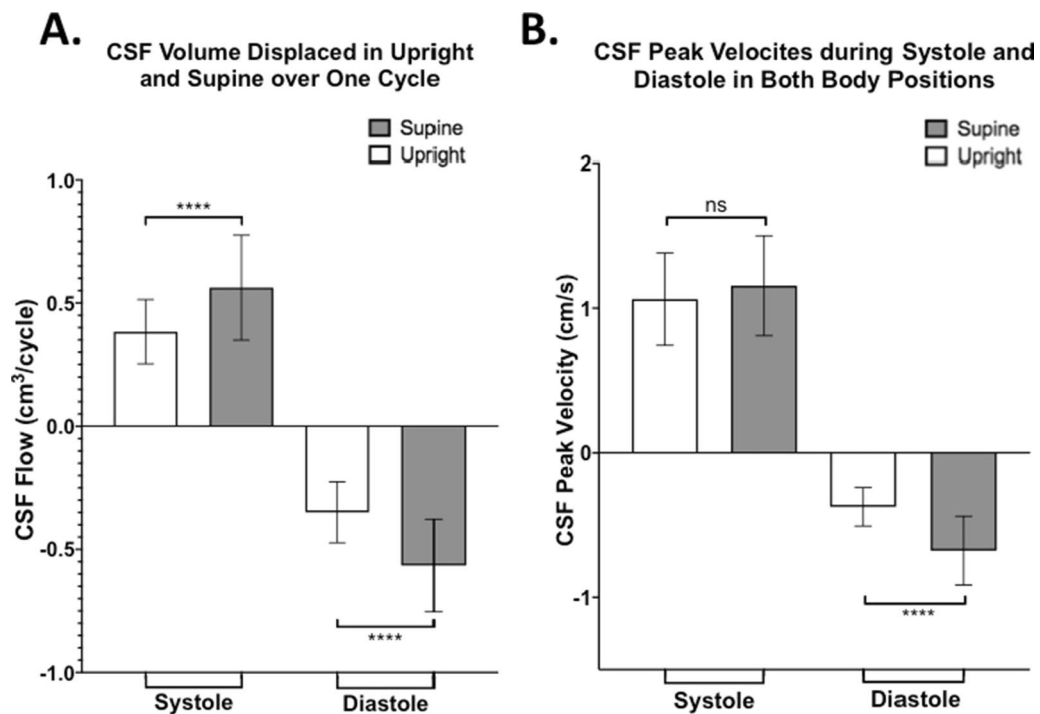 A.
CSF Volume Displaced in Upright
and Supine over One Cycle
Supine
Upright
CSF Flow (cm³/cycle)
1.0
0.5
0.0
-0.5
-1.0
****
****
Systole
Diastole
B.
CSF Peak Velocites during Systole and
Diastole in Both Body Positions
Supine
Upright
CSF Peak Velocity (cm/s)
2
1
0
-1
ns
****
Systole
Diastole